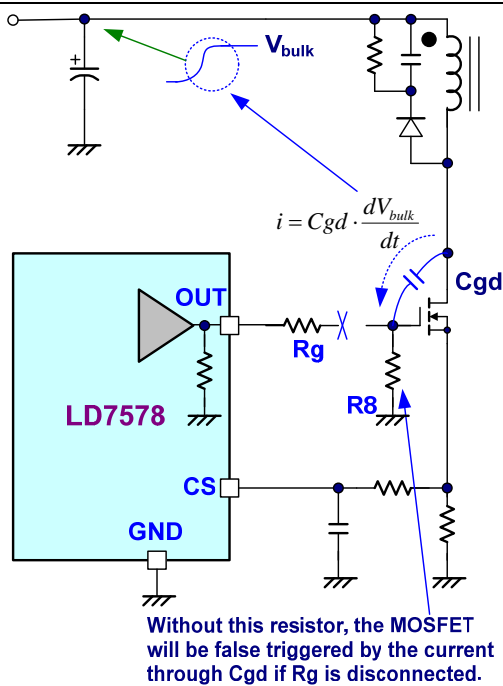 +
Vbulk
i = Cgd · dVbulk / dt
Cgd
OUT
Rg
R8
LD7578
CS
GND
Without this resistor, the MOSFET
will be false triggered by the current
through Cgd if Rg is disconnected.